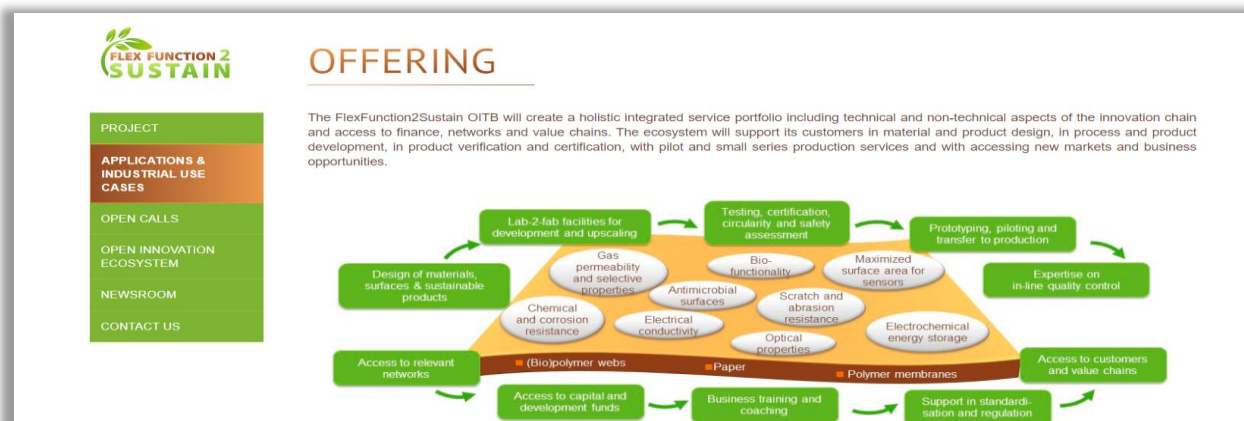 FLEX FUNCTION 2
SUSTAIN
OFFERING
PROJECT
APPLICATIONS &
INDUSTRIAL USE
CASES
OPEN CALLS
OPEN INNOVATION
ECOSYSTEM
NEWSROOM
CONTACT US
The FlexFunction2Sustain OITB will create a holistic integrated service portfolio including technical and non-technical aspects of the innovation chain
and access to finance, networks and value chains. The ecosystem will support its customers in material and product design, in process and product
development, in product verification and certification, with pilot and small series production services and with accessing new markets and business
opportunities.
Design of materials,
surfaces & sustainable
products
Lab-2-fab facilities for
development and upscaling
Testing, certification,
circularity and safety
assessment
Prototyping, piloting and
transfer to production
Expertise on
in-line quality control
Gas
permeability
and selective
properties
Bio-
functionality
Maximized
surface area for
sensors
Antimicrobial
surfaces
Scratch and
abrasion
resistance
Chemical
and corrosion
resistance
Electrical
conductivity
Optical
properties
Electrochemical
energy storage
(Bio)polymer webs
Paper
Polymer membranes
Access to relevant
networks
Access to capital and
development funds
Business training and
coaching
Support in standardi-
sation and regulation
Access to customers
and value chains